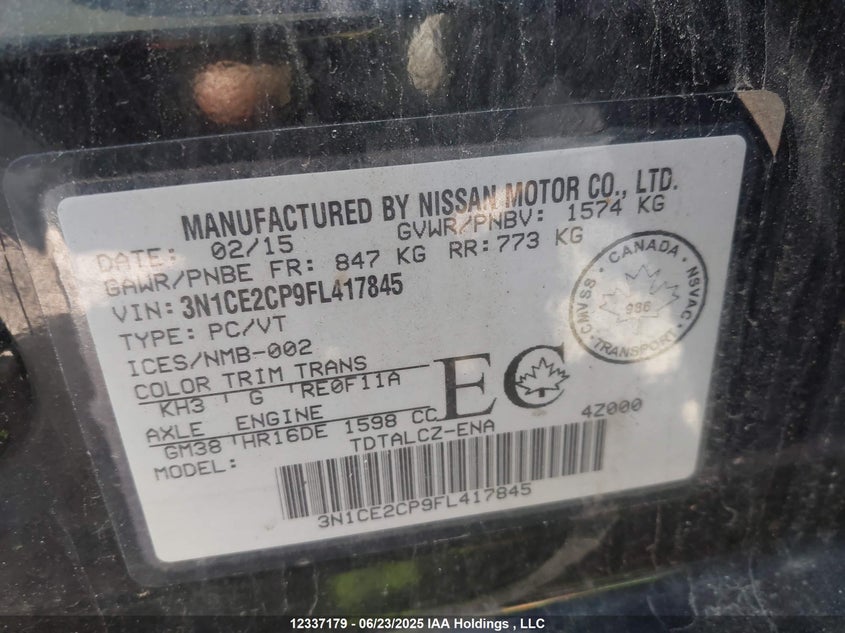 MANUFACTURED BY NISSAN MOTOR CO., LTD.
DATE: 02/15 GVWR/PNBV: 1574 KG
GAWR/PNBE FR: 847 KG RR: 773 KG
VIN: 3N1CE2CP9FL417845
TYPE: PC/VT
ICES/NMB-002
COLOR TRIM TRANS
KH3 G RE0F11A
AXLE ENGINE
GM38 HR16DE 1598 CC
MODEL: TDTALCZ-ENA 4Z000
EC
CANADA
CMVSS · NSVAC
986
TRANSPORT
3N1CE2CP9FL417845
12337179 - 06/23/2025 IAA Holdings , LLC